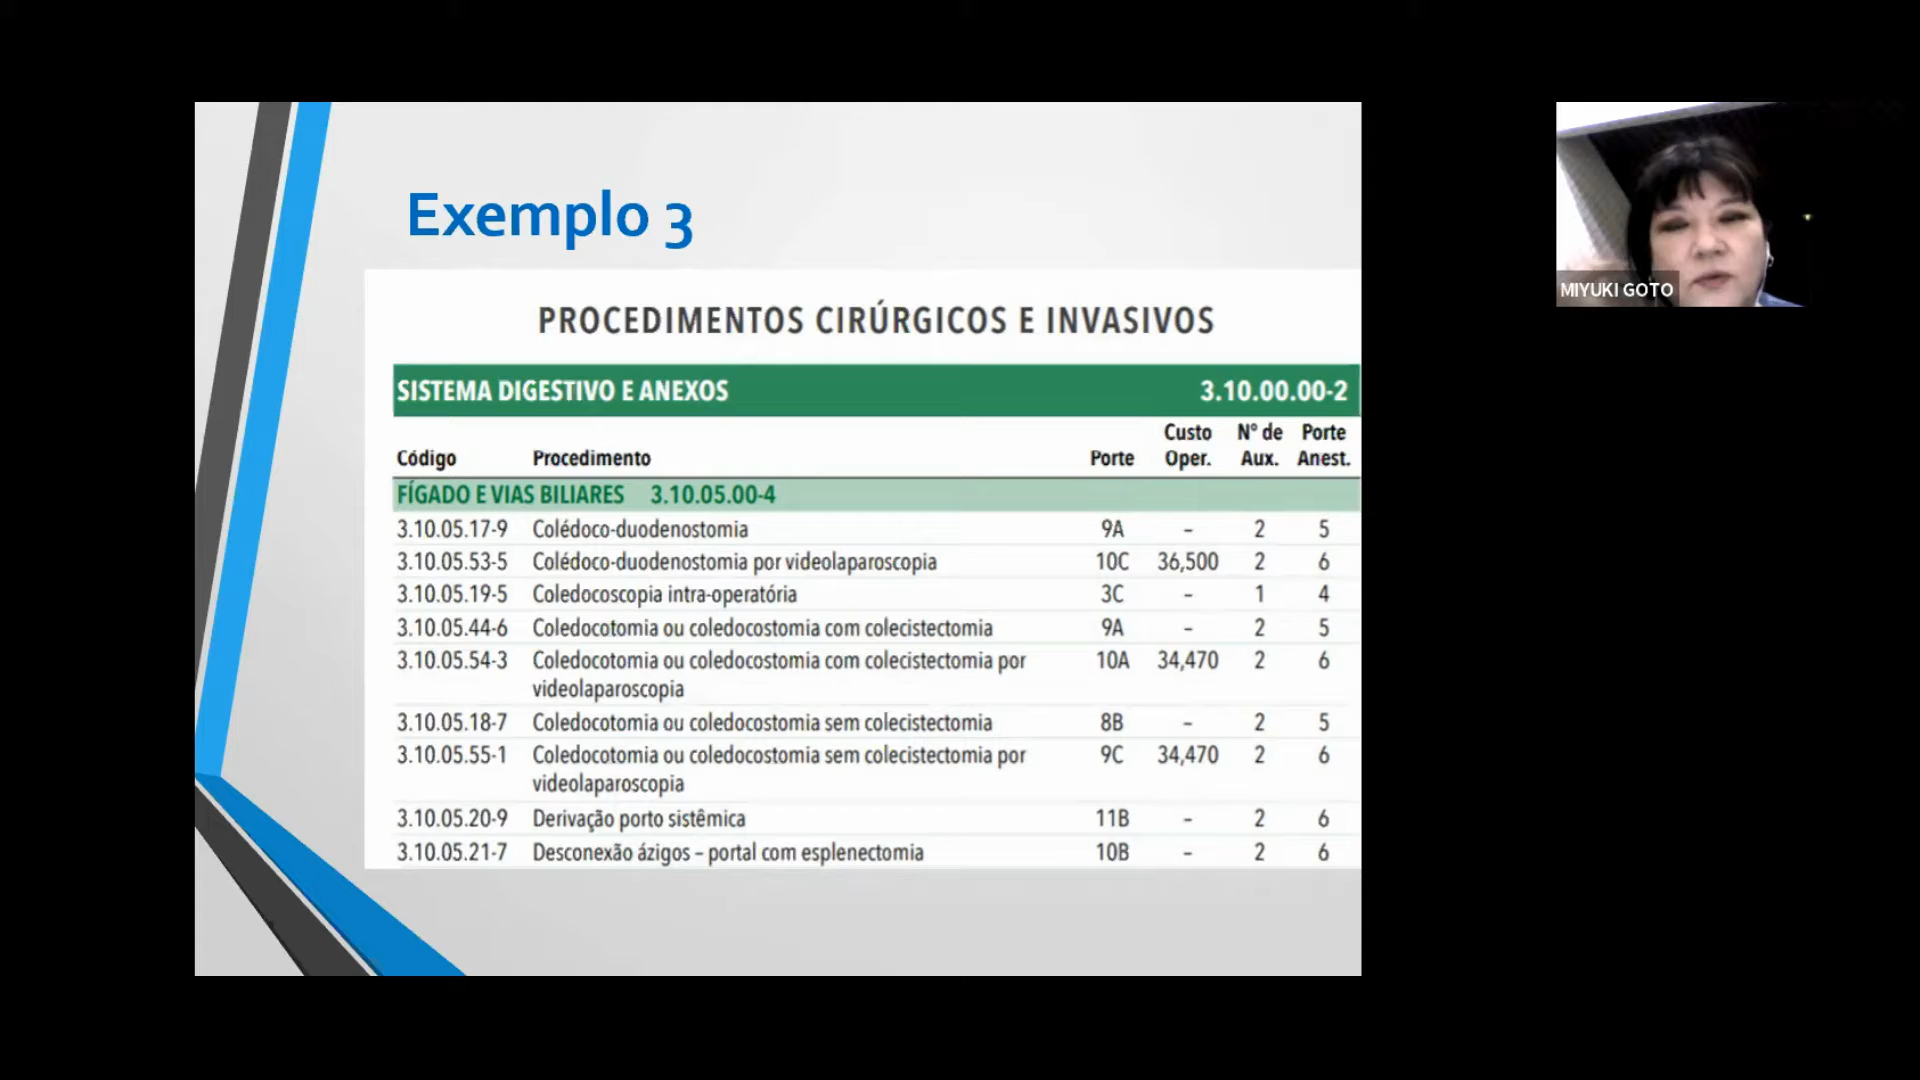 Exemplo 3
PROCEDIMENTOS CIRÚRGICOS E INVASIVOS
SISTEMA DIGESTIVO E ANEXOS 3.10.00.00-2
Código Procedimento Porte Custo Oper. Nº de Aux. Porte Anest.
FÍGADO E VIAS BILIARES 3.10.05.00-4
3.10.05.17-9 Colédoco-duodenostomia 9A – 2 5
3.10.05.53-5 Colédoco-duodenostomia por videolaparoscopia 10C 36,500 2 6
3.10.05.19-5 Coledocoscopia intra-operatória 3C – 1 4
3.10.05.44-6 Coledocotomia ou coledocostomia com colecistectomia 9A – 2 5
3.10.05.54-3 Coledocotomia ou coledocostomia com colecistectomia por 10A 34,470 2 6
videolaparoscopia
3.10.05.18-7 Coledocotomia ou coledocostomia sem colecistectomia 8B – 2 5
3.10.05.55-1 Coledocotomia ou coledocostomia sem colecistectomia por 9C 34,470 2 6
videolaparoscopia
3.10.05.20-9 Derivação porto sistêmica 11B – 2 6
3.10.05.21-7 Desconexão ázigos – portal com esplenectomia 10B – 2 6
MIYUKI GOTO